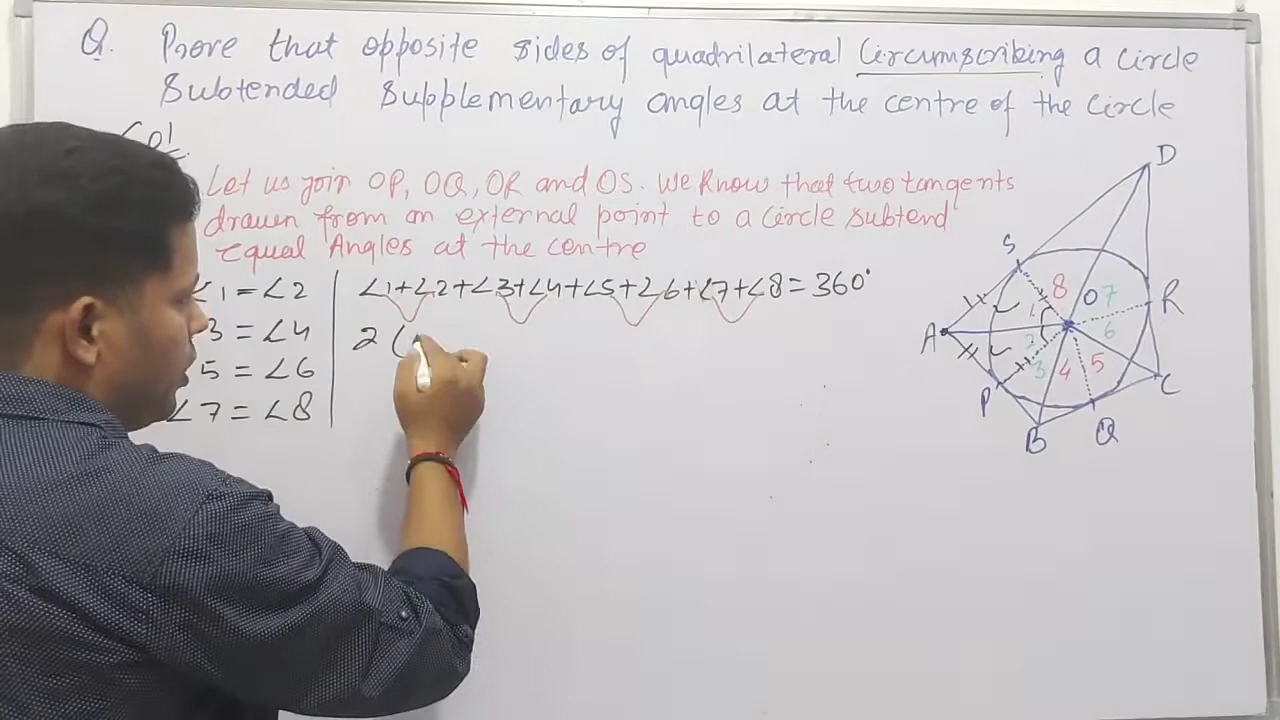 Q. Prove that opposite sides of quadrilateral Circumscribing a circle
Subtended Supplementary angles at the centre of the Circle
Sol
Let us join OP, OQ, OR and OS. We Know that two tangents
drawn from an external point to a Circle subtend
Equal Angles at the centre
∠1 = ∠2
3 = ∠4
5 = ∠6
∠7 = ∠8
∠1+∠2+∠3+∠4+∠5+∠6+∠7+∠8 = 360°
2 (
D
S
8
O
7
R
A
1
2
6
3
4
5
P
C
B
Q